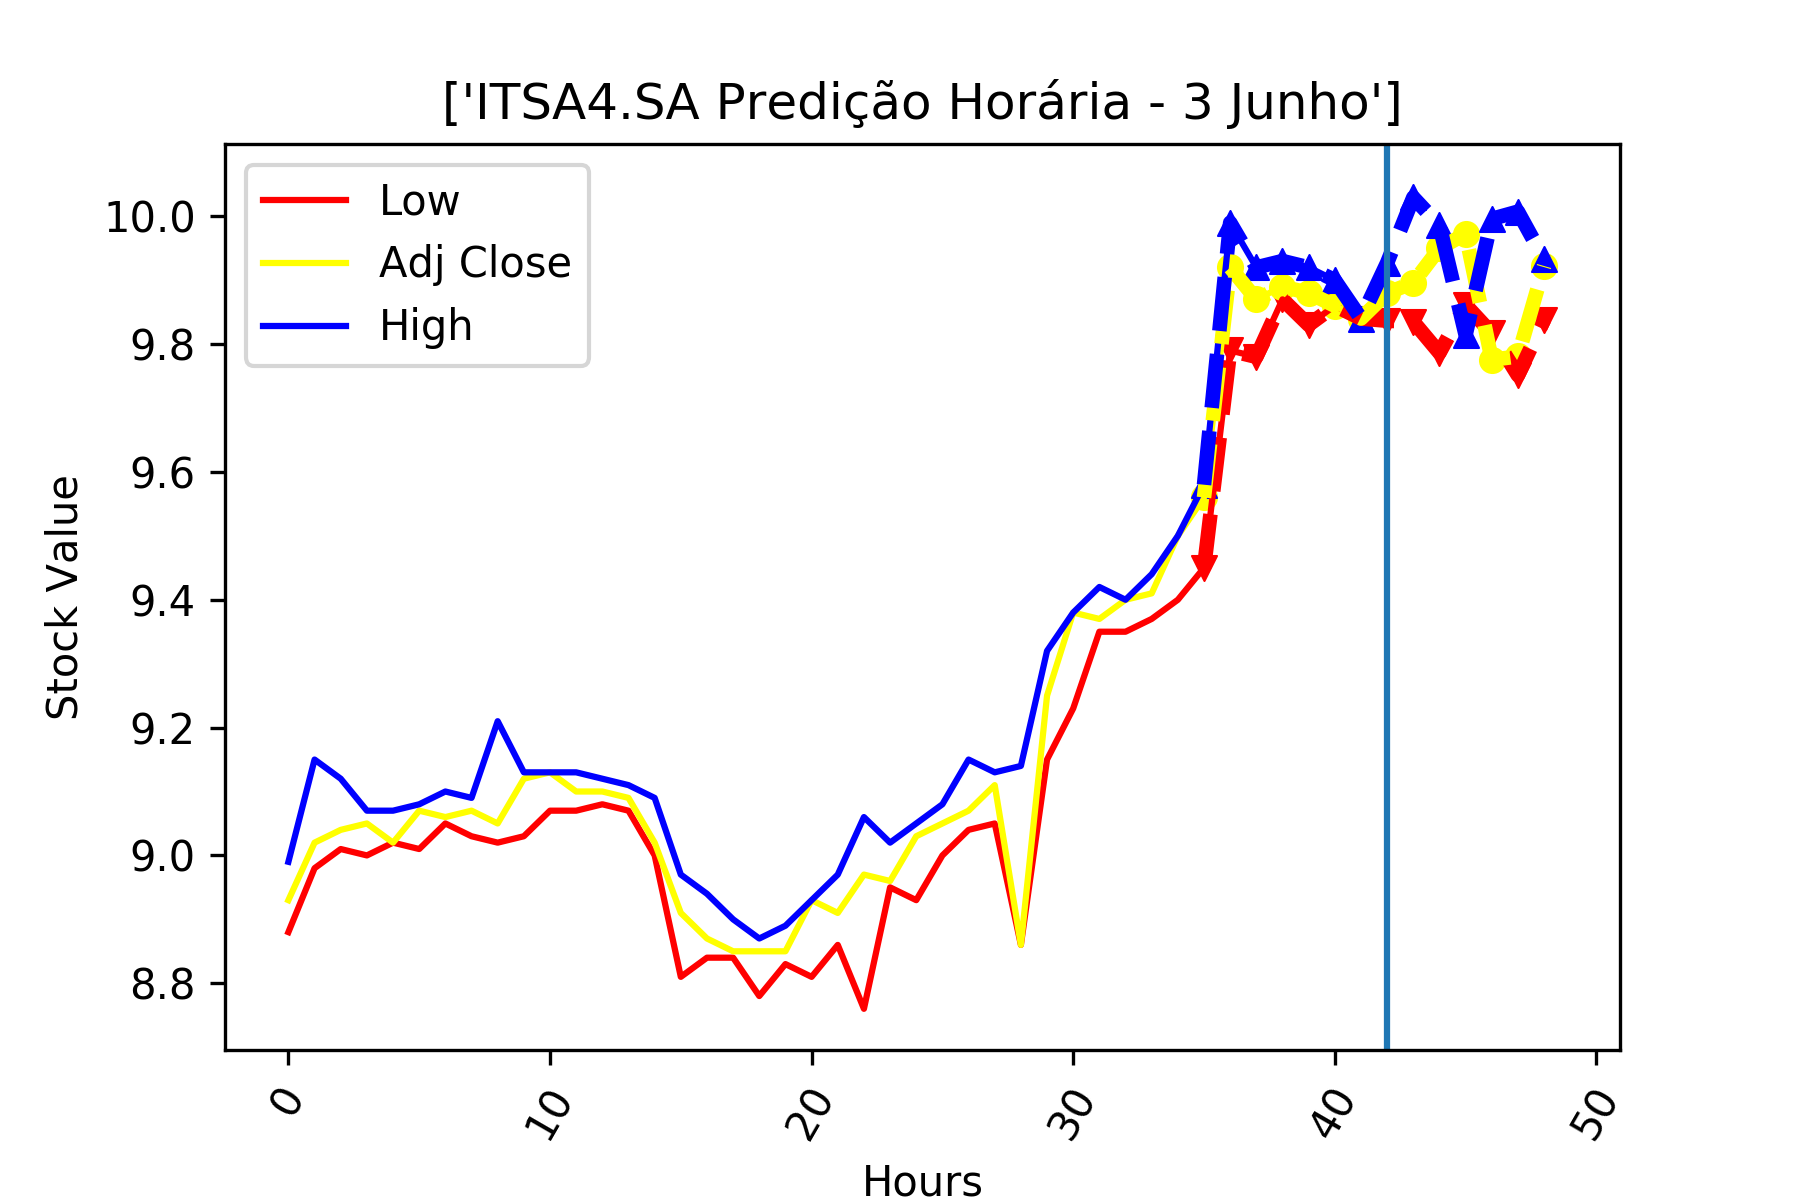 ['ITSA4.SA Predição Horária - 3 Junho']
Low
Adj Close
High
10.0
9.8
9.6
9.4
9.2
9.0
8.8
Stock Value
0
10
20
30
40
50
Hours